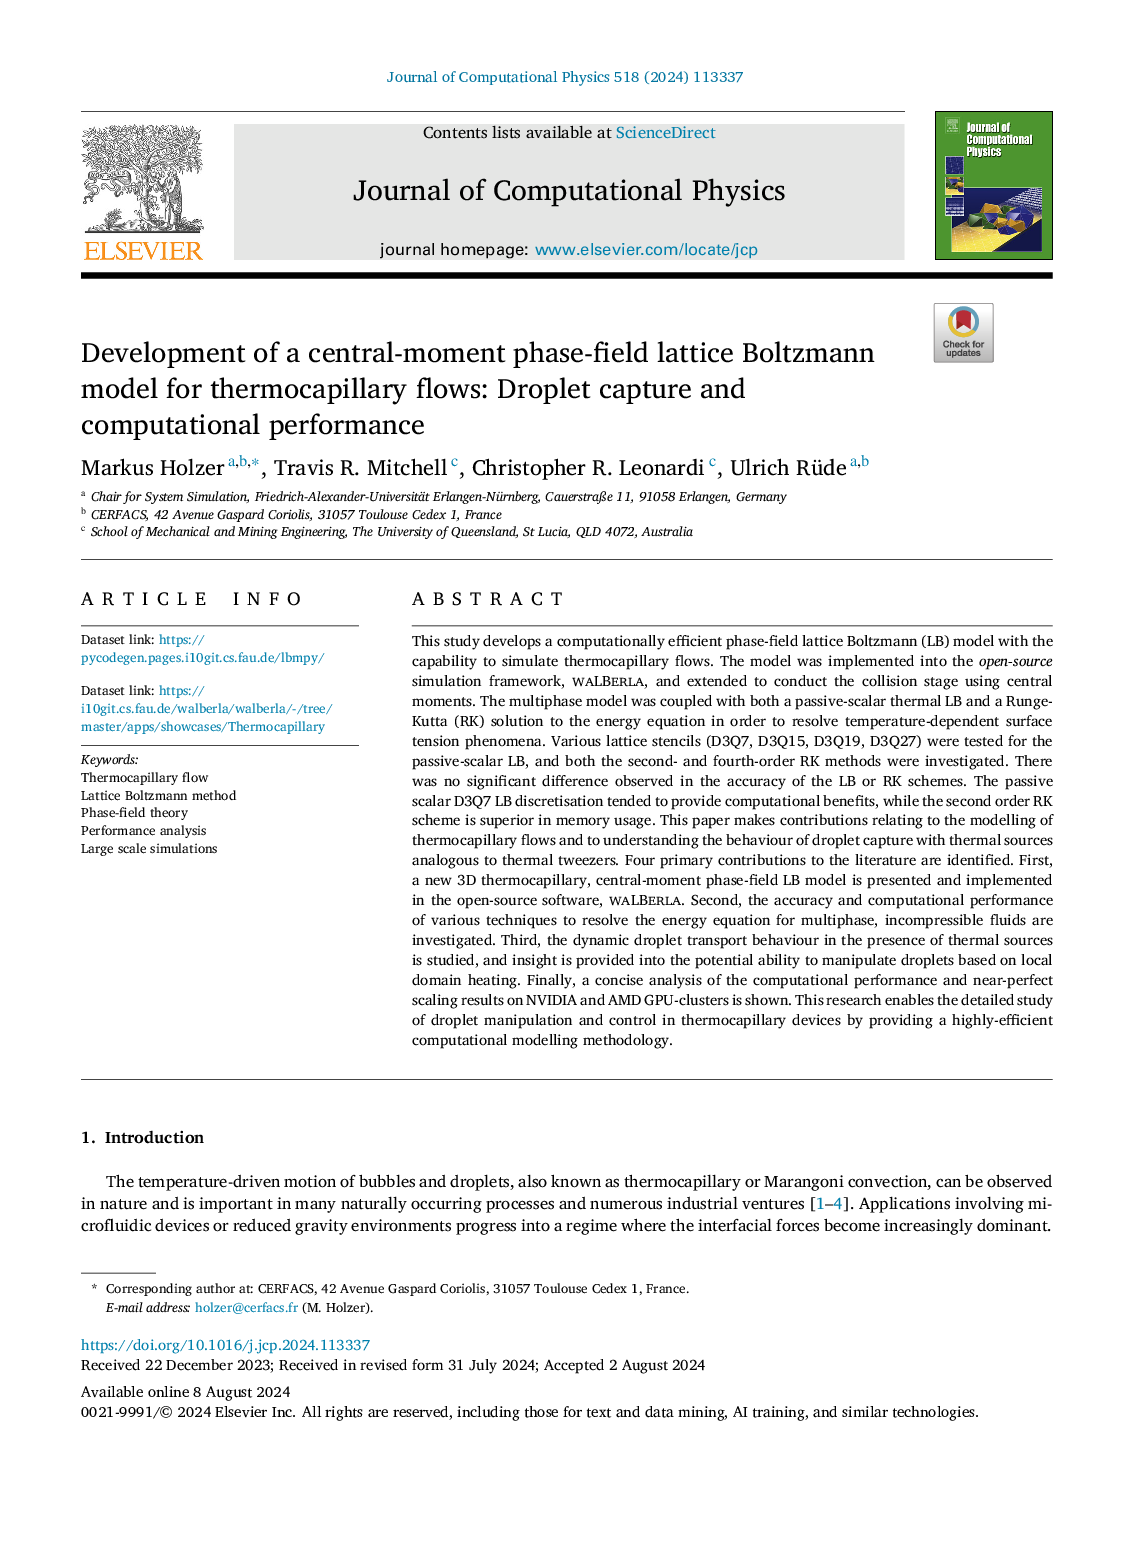 Journal of Computational Physics 518 (2024) 113337
Contents lists available at ScienceDirect
Journal of Computational Physics
journal homepage: www.elsevier.com/locate/jcp
ELSEVIER
Journal of
Computational
Physics
Check for
updates
Development of a central-moment phase-field lattice Boltzmann
model for thermocapillary flows: Droplet capture and
computational performance
Markus Holzer a,b,*, Travis R. Mitchell c, Christopher R. Leonardi c, Ulrich Rüde a,b
a Chair for System Simulation, Friedrich-Alexander-Universität Erlangen-Nürnberg, Cauerstraße 11, 91058 Erlangen, Germany
b CERFACS, 42 Avenue Gaspard Coriolis, 31057 Toulouse Cedex 1, France
c School of Mechanical and Mining Engineering, The University of Queensland, St Lucia, QLD 4072, Australia
ARTICLE INFO
Dataset link: https://
pycodegen.pages.i10git.cs.fau.de/lbmpy/
Dataset link: https://
i10git.cs.fau.de/walberla/walberla/-/tree/
master/apps/showcases/Thermocapillary
Keywords:
Thermocapillary flow
Lattice Boltzmann method
Phase-field theory
Performance analysis
Large scale simulations
ABSTRACT
This study develops a computationally efficient phase-field lattice Boltzmann (LB) model with the
capability to simulate thermocapillary flows. The model was implemented into the open-source
simulation framework, WALBERLA, and extended to conduct the collision stage using central
moments. The multiphase model was coupled with both a passive-scalar thermal LB and a Runge-
Kutta (RK) solution to the energy equation in order to resolve temperature-dependent surface
tension phenomena. Various lattice stencils (D3Q7, D3Q15, D3Q19, D3Q27) were tested for the
passive-scalar LB, and both the second- and fourth-order RK methods were investigated. There
was no significant difference observed in the accuracy of the LB or RK schemes. The passive
scalar D3Q7 LB discretisation tended to provide computational benefits, while the second order RK
scheme is superior in memory usage. This paper makes contributions relating to the modelling of
thermocapillary flows and to understanding the behaviour of droplet capture with thermal sources
analogous to thermal tweezers. Four primary contributions to the literature are identified. First,
a new 3D thermocapillary, central-moment phase-field LB model is presented and implemented
in the open-source software, WALBERLA. Second, the accuracy and computational performance
of various techniques to resolve the energy equation for multiphase, incompressible fluids are
investigated. Third, the dynamic droplet transport behaviour in the presence of thermal sources
is studied, and insight is provided into the potential ability to manipulate droplets based on local
domain heating. Finally, a concise analysis of the computational performance and near-perfect
scaling results on NVIDIA and AMD GPU-clusters is shown. This research enables the detailed study
of droplet manipulation and control in thermocapillary devices by providing a highly-efficient
computational modelling methodology.
1. Introduction
The temperature-driven motion of bubbles and droplets, also known as thermocapillary or Marangoni convection, can be observed
in nature and is important in many naturally occurring processes and numerous industrial ventures [1–4]. Applications involving mi-
crofluidic devices or reduced gravity environments progress into a regime where the interfacial forces become increasingly dominant.
* Corresponding author at: CERFACS, 42 Avenue Gaspard Coriolis, 31057 Toulouse Cedex 1, France.
E-mail address: holzer@cerfacs.fr (M. Holzer).
https://doi.org/10.1016/j.jcp.2024.113337
Received 22 December 2023; Received in revised form 31 July 2024; Accepted 2 August 2024
Available online 8 August 2024
0021-9991/© 2024 Elsevier Inc. All rights are reserved, including those for text and data mining, AI training, and similar technologies.